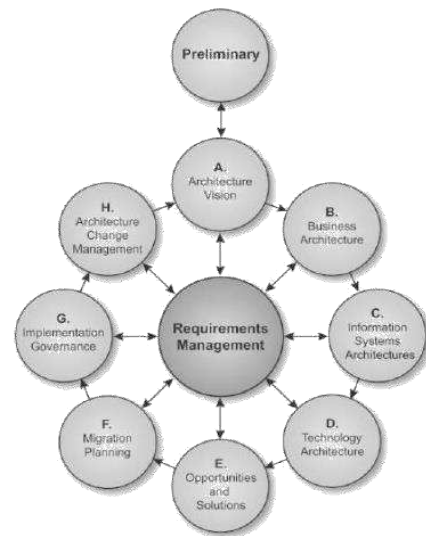 Preliminary
A.
Architecture
Vision
B.
Business
Architecture
C.
Information
Systems
Architectures
D.
Technology
Architecture
E.
Opportunities
and
Solutions
F.
Migration
Planning
G.
Implementation
Governance
H.
Architecture
Change
Management
Requirements
Management